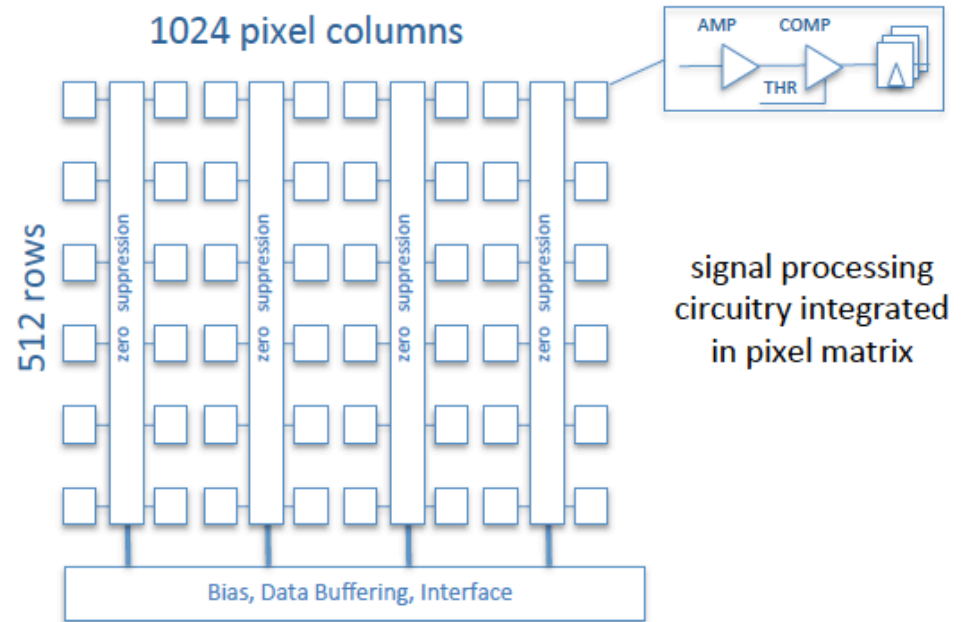 1024 pixel columns
AMP COMP
THR
512 rows
zero suppression
zero suppression
zero suppression
zero suppression
signal processing
circuitry integrated
in pixel matrix
Bias, Data Buffering, Interface